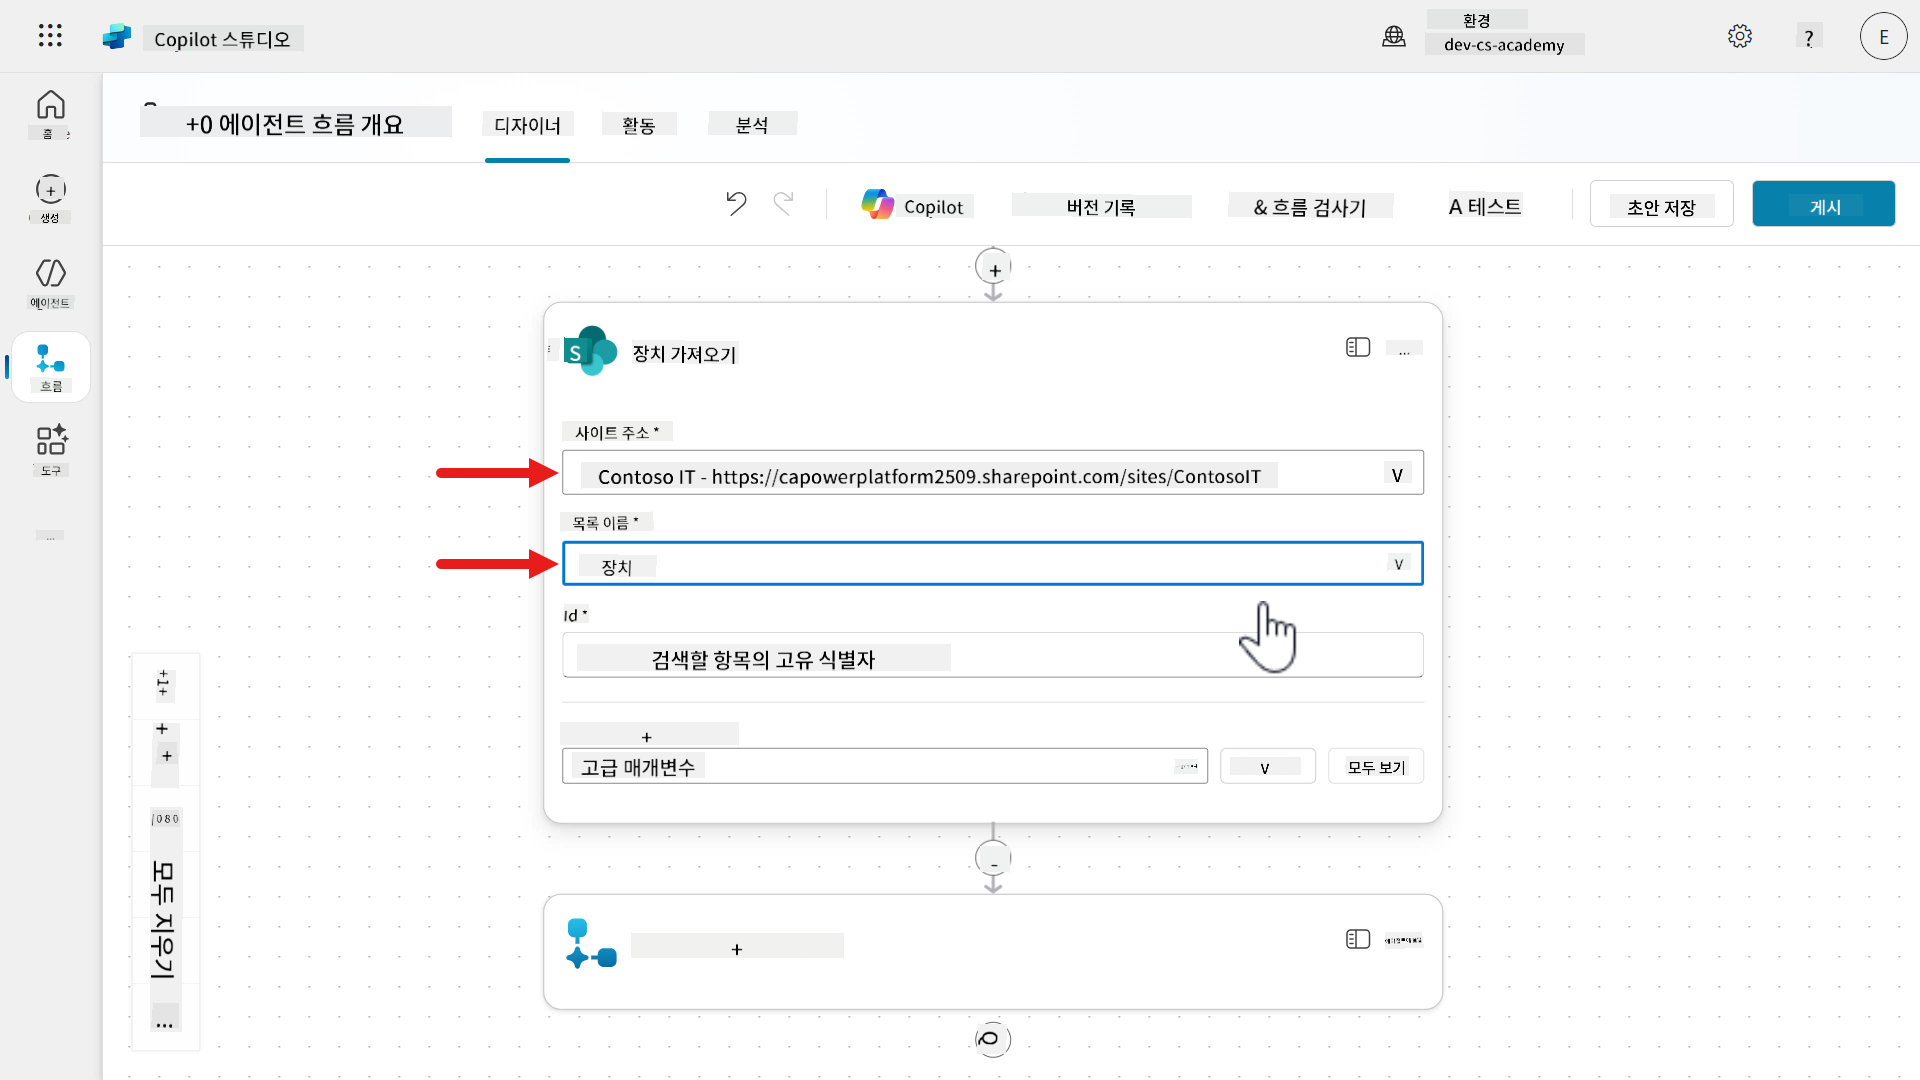 Copilot 스튜디오
환경
dev-cs-academy
?
E
홈
생성
에이전트
흐름
도구
...
+0 에이전트 흐름 개요
디자이너
활동
분석
Copilot
버전 기록
& 흐름 검사기
A 테스트
초안 저장
게시
+
S
장치 가져오기
...
사이트 주소 *
Contoso IT - https://capowerplatform2509.sharepoint.com/sites/ContosoIT
V
목록 이름 *
장치
V
Id *
검색할 항목의 고유 식별자
+
고급 매개변수
V
모두 보기
-
+
+1+
+
+
/080
모두 지우기
...